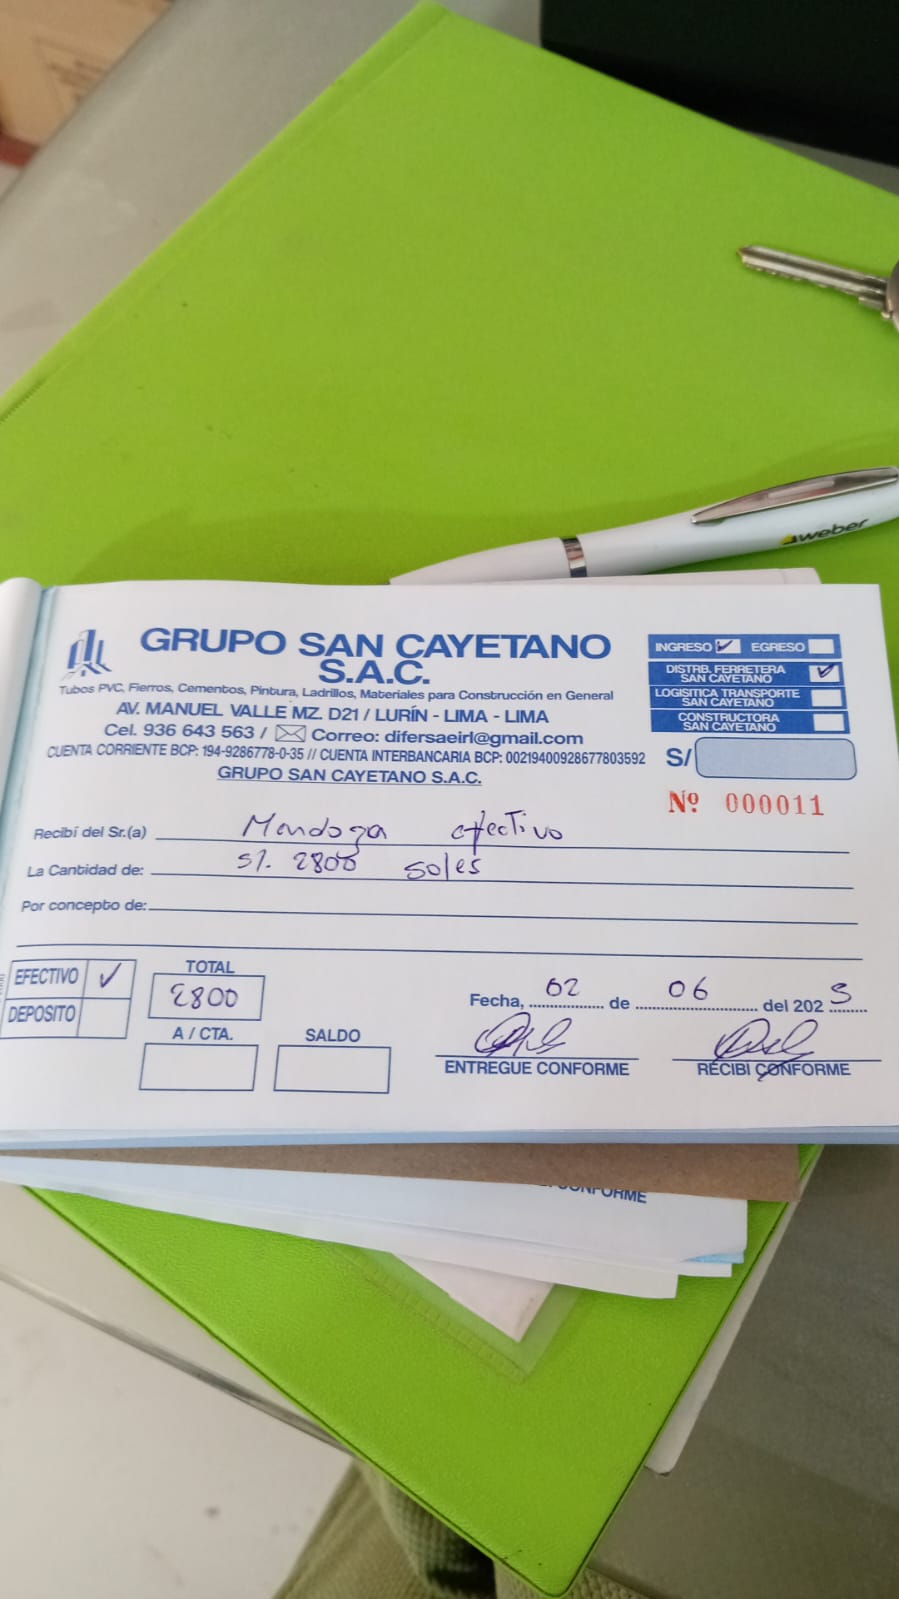 weber
GRUPO SAN CAYETANO
S.A.C.
Tubos PVC, Fierros, Cementos, Pintura, Ladrillos, Materiales para Construcción en General
AV. MANUEL VALLE MZ. D21 / LURÍN - LIMA - LIMA
Cel. 936 643 563 / Correo: difersaeirl@gmail.com
CUENTA CORRIENTE BCP: 194-9286778-0-35 // CUENTA INTERBANCARIA BCP: 00219400928677803592
GRUPO SAN CAYETANO S.A.C.
INGRESO EGRESO
DISTRB. FERRETERA
SAN CAYETANO
LOGISITICA TRANSPORTE
SAN CAYETANO
CONSTRUCTORA
SAN CAYETANO
S/
Nº 000011
Recibí del Sr.(a) Mendoza efectivo
La Cantidad de: S/. 2800 soles
Por concepto de:
EFECTIVO
DEPOSITO
TOTAL
2800
A / CTA.
SALDO
Fecha, 02 de 06 del 2025
ENTREGUE CONFORME
RECIBI CONFORME
CONFORME